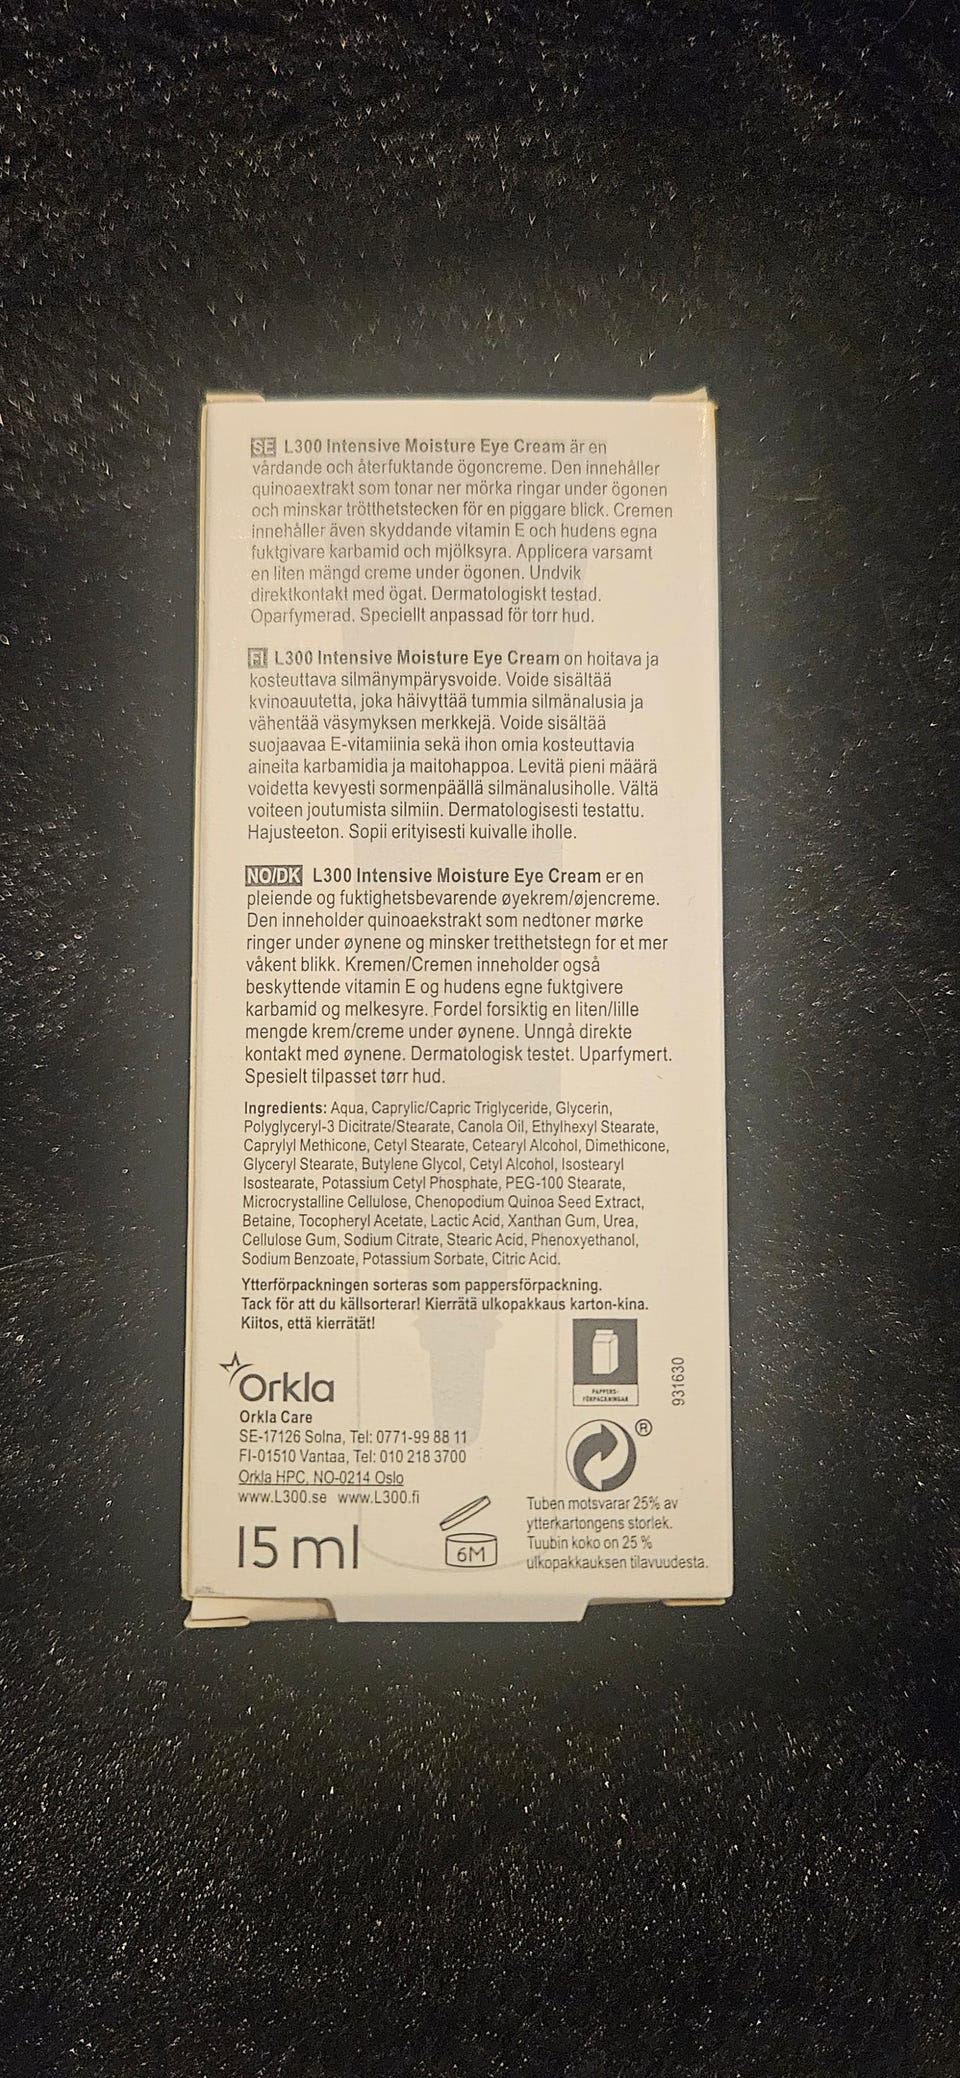 SE L300 Intensive Moisture Eye Cream är en
vårdande och återfuktande ögoncreme. Den innehåller
quinoaextrakt som tonar ner mörka ringar under ögonen
och minskar trötthetstecken för en piggare blick. Cremen
innehåller även skyddande vitamin E och hudens egna
fuktgivare karbamid och mjölksyra. Applicera varsamt
en liten mängd creme under ögonen. Undvik
direktkontakt med ögat. Dermatologiskt testad.
Oparfymerad. Speciellt anpassad för torr hud.
FI L300 Intensive Moisture Eye Cream on hoitava ja
kosteuttava silmänympärysvoide. Voide sisältää
kvinoauutetta, joka häivyttää tummia silmänalusia ja
vähentää väsymyksen merkkejä. Voide sisältää
suojaavaa E-vitamiinia sekä ihon omia kosteuttavia
aineita karbamidia ja maitohappoa. Levitä pieni määrä
voidetta kevyesti sormenpäällä silmänalusiholle. Vältä
voiteen joutumista silmiin. Dermatologisesti testattu.
Hajusteeton. Sopii erityisesti kuivalle iholle.
NO/DK L300 Intensive Moisture Eye Cream er en
pleiende og fuktighetsbevarende øyekrem/øjencreme.
Den inneholder quinoaekstrakt som nedtoner mørke
ringer under øynene og minsker tretthetstegn for et mer
våkent blikk. Kremen/Cremen inneholder også
beskyttende vitamin E og hudens egne fuktgivere
karbamid og melkesyre. Fordel forsiktig en liten/lille
mengde krem/creme under øynene. Unngå direkte
kontakt med øynene. Dermatologisk testet. Uparfymert.
Spesielt tilpasset tørr hud.
Ingredients: Aqua, Caprylic/Capric Triglyceride, Glycerin,
Polyglyceryl-3 Dicitrate/Stearate, Canola Oil, Ethylhexyl Stearate,
Caprylyl Methicone, Cetyl Stearate, Cetearyl Alcohol, Dimethicone,
Glyceryl Stearate, Butylene Glycol, Cetyl Alcohol, Isostearyl
Isostearate, Potassium Cetyl Phosphate, PEG-100 Stearate,
Microcrystalline Cellulose, Chenopodium Quinoa Seed Extract,
Betaine, Tocopheryl Acetate, Lactic Acid, Xanthan Gum, Urea,
Cellulose Gum, Sodium Citrate, Stearic Acid, Phenoxyethanol,
Sodium Benzoate, Potassium Sorbate, Citric Acid.
Ytterförpackningen sorteras som pappersförpackning.
Tack för att du källsorterar! Kierrätä ulkopakkaus karton-kina.
Kiitos, että kierrätät!
PAPPERS-
FÖRPACKNINGAR
931630
Orkla
Orkla Care
SE-17126 Solna, Tel: 0771-99 88 11
FI-01510 Vantaa, Tel: 010 218 3700
Orkla HPC, NO-0214 Oslo
www.L300.se www.L300.fi
15 ml
6M
®
Tuben motsvarar 25% av
ytterkartongens storlek.
Tuubin koko on 25 %
ulkopakkauksen tilavuudesta.